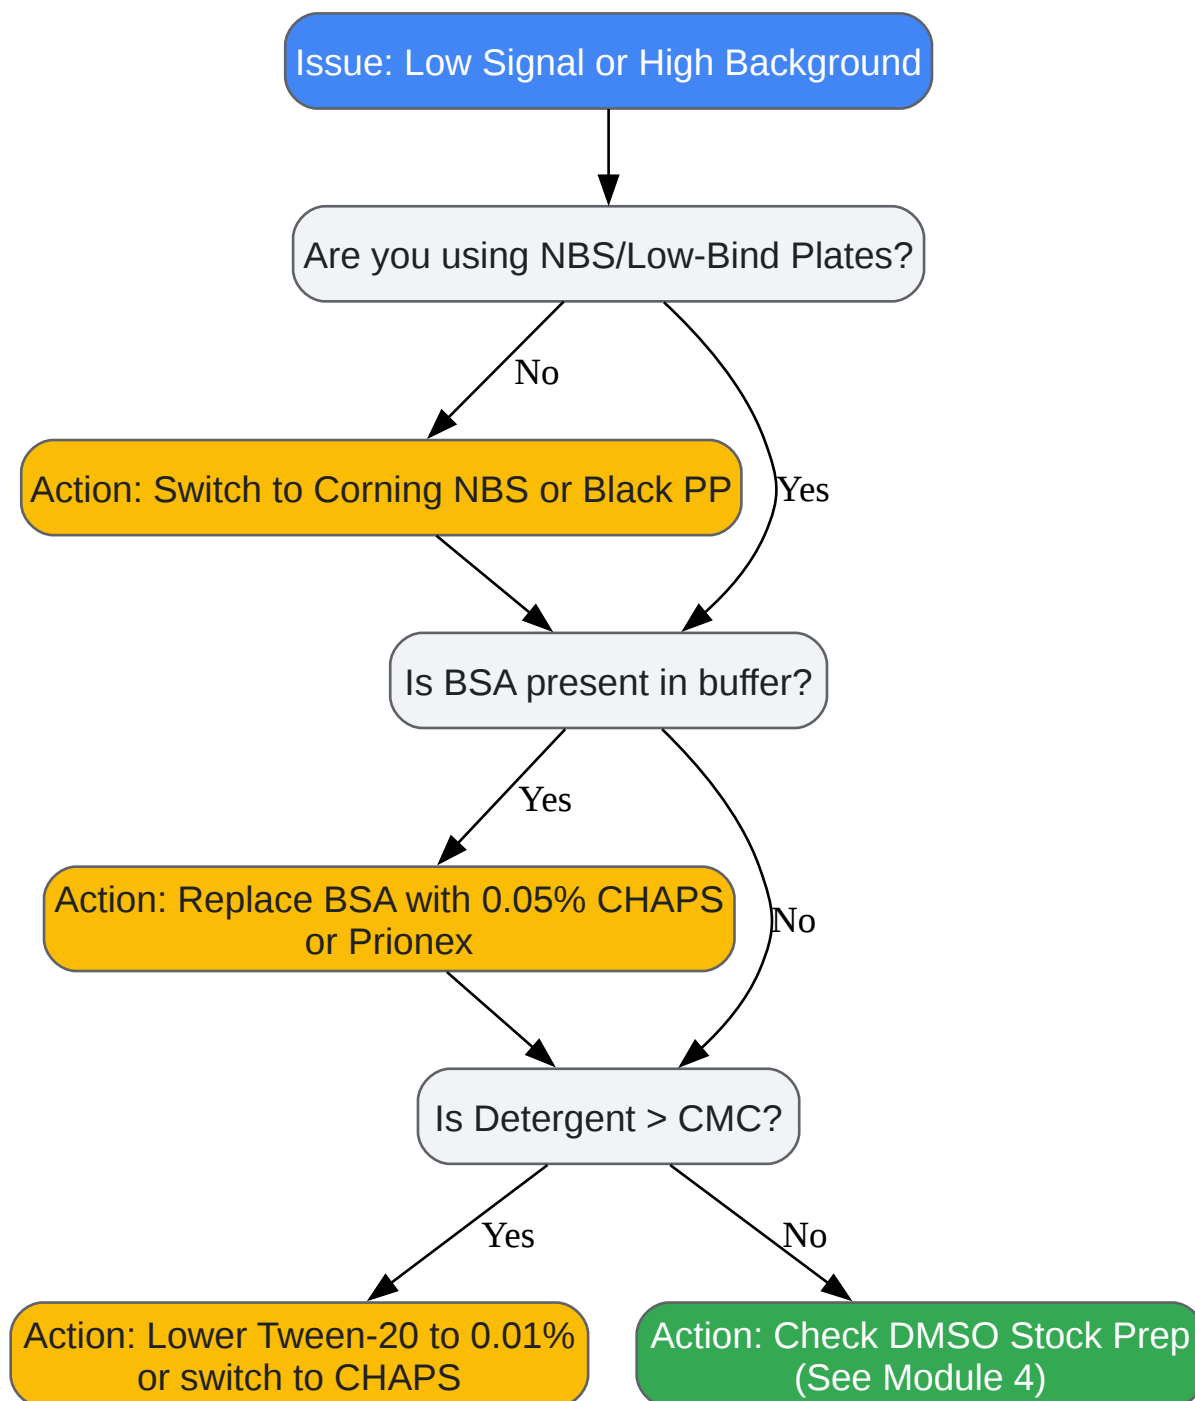 Issue: Low Signal or High Background
Are you using NBS/Low-Bind Plates?
No
Action: Switch to Corning NBS or Black PP
Yes
Is BSA present in buffer?
Yes
Action: Replace BSA with 0.05% CHAPS
or Prionex
No
Is Detergent > CMC?
Yes
No
Action: Lower Tween-20 to 0.01%
or switch to CHAPS
Action: Check DMSO Stock Prep
(See Module 4)